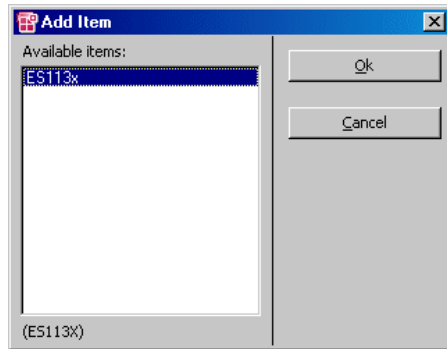 Add Item
Available items:
ES113x
Ok
Cancel
(ES113X)